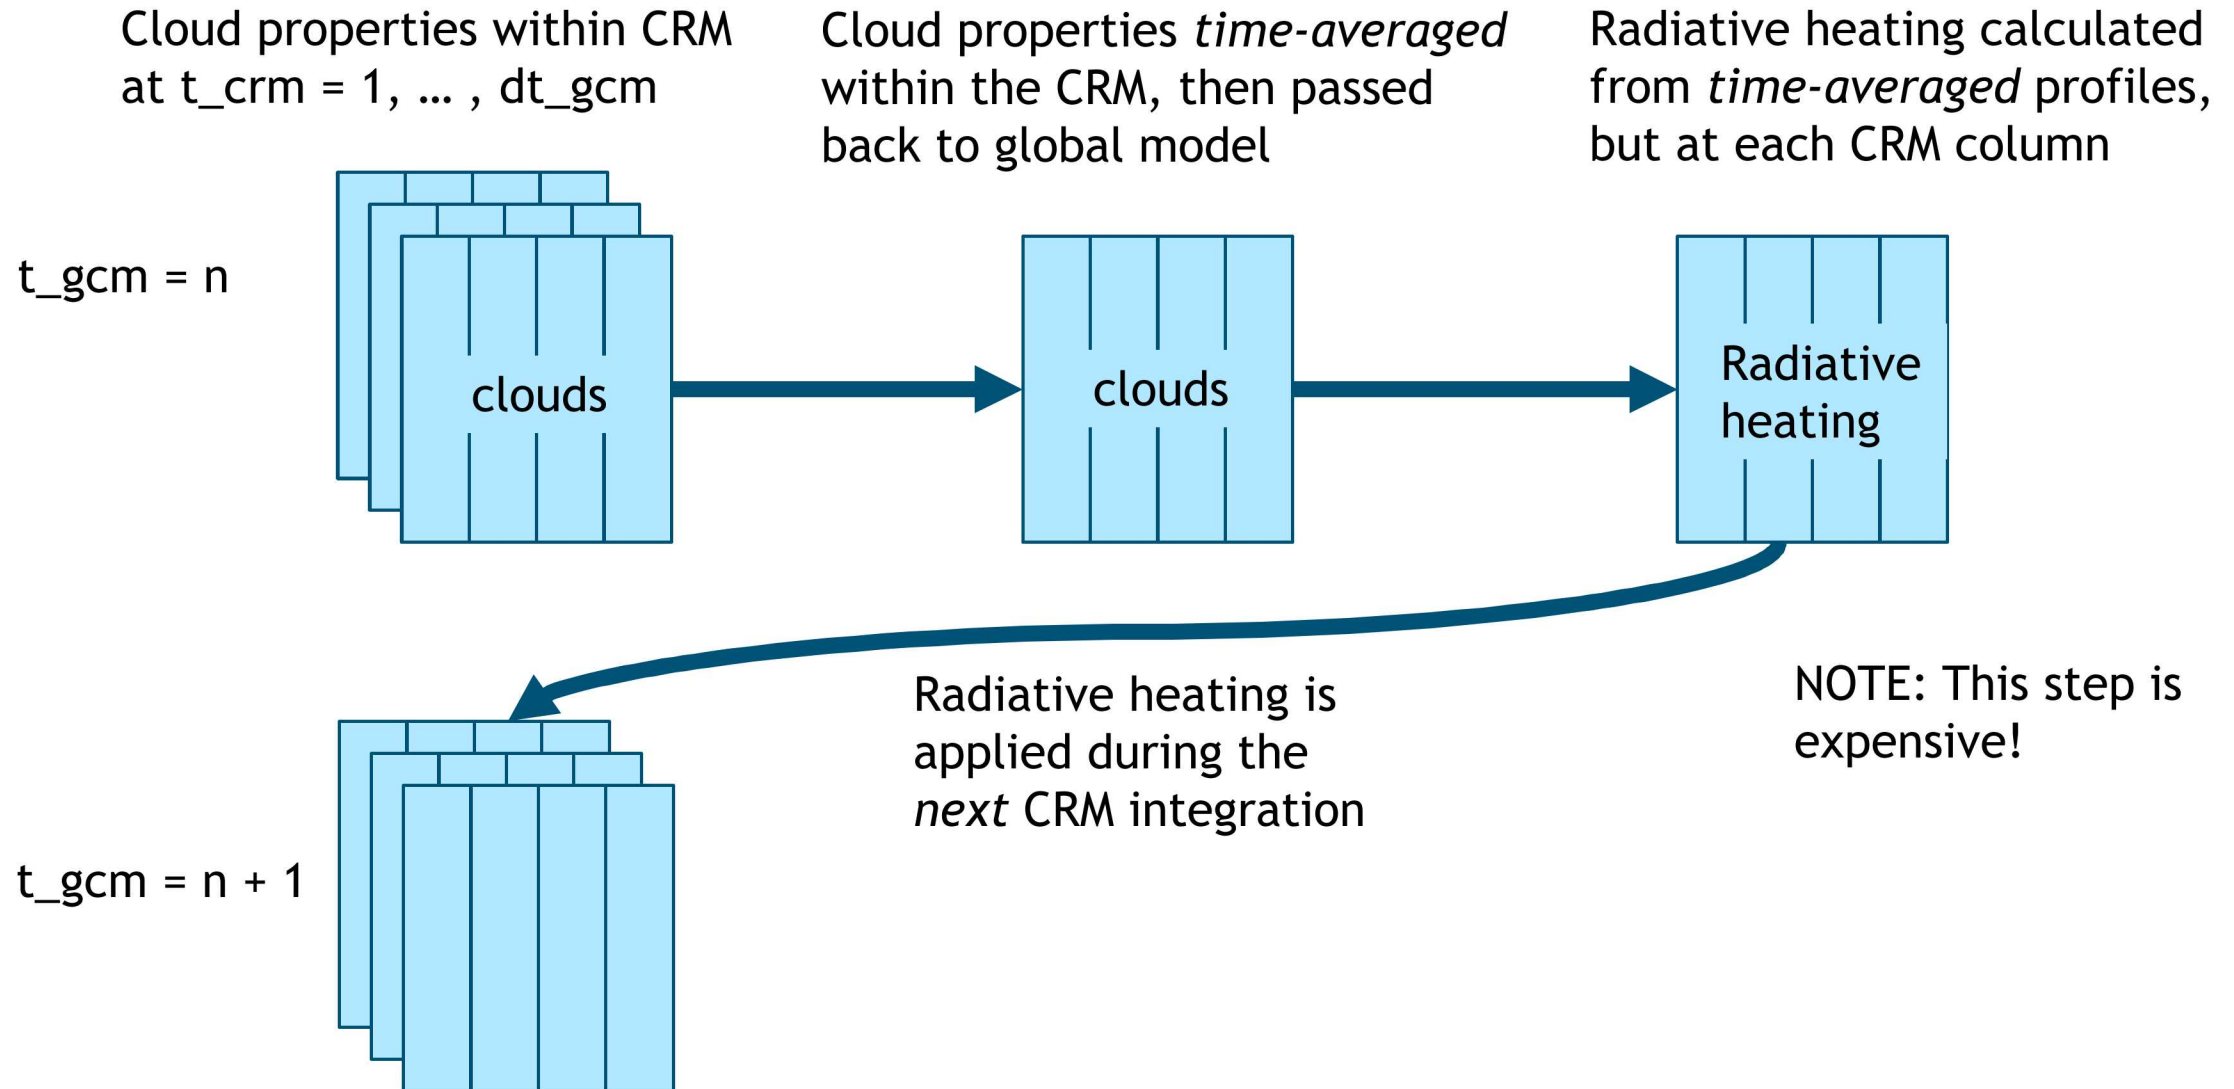 Cloud properties within CRM
at t_crm = 1, … , dt_gcm
Cloud properties time-averaged
within the CRM, then passed
back to global model
Radiative heating calculated
from time-averaged profiles,
but at each CRM column
t_gcm = n
clouds
clouds
Radiative
heating
Radiative heating is
applied during the
next CRM integration
NOTE: This step is
expensive!
t_gcm = n + 1